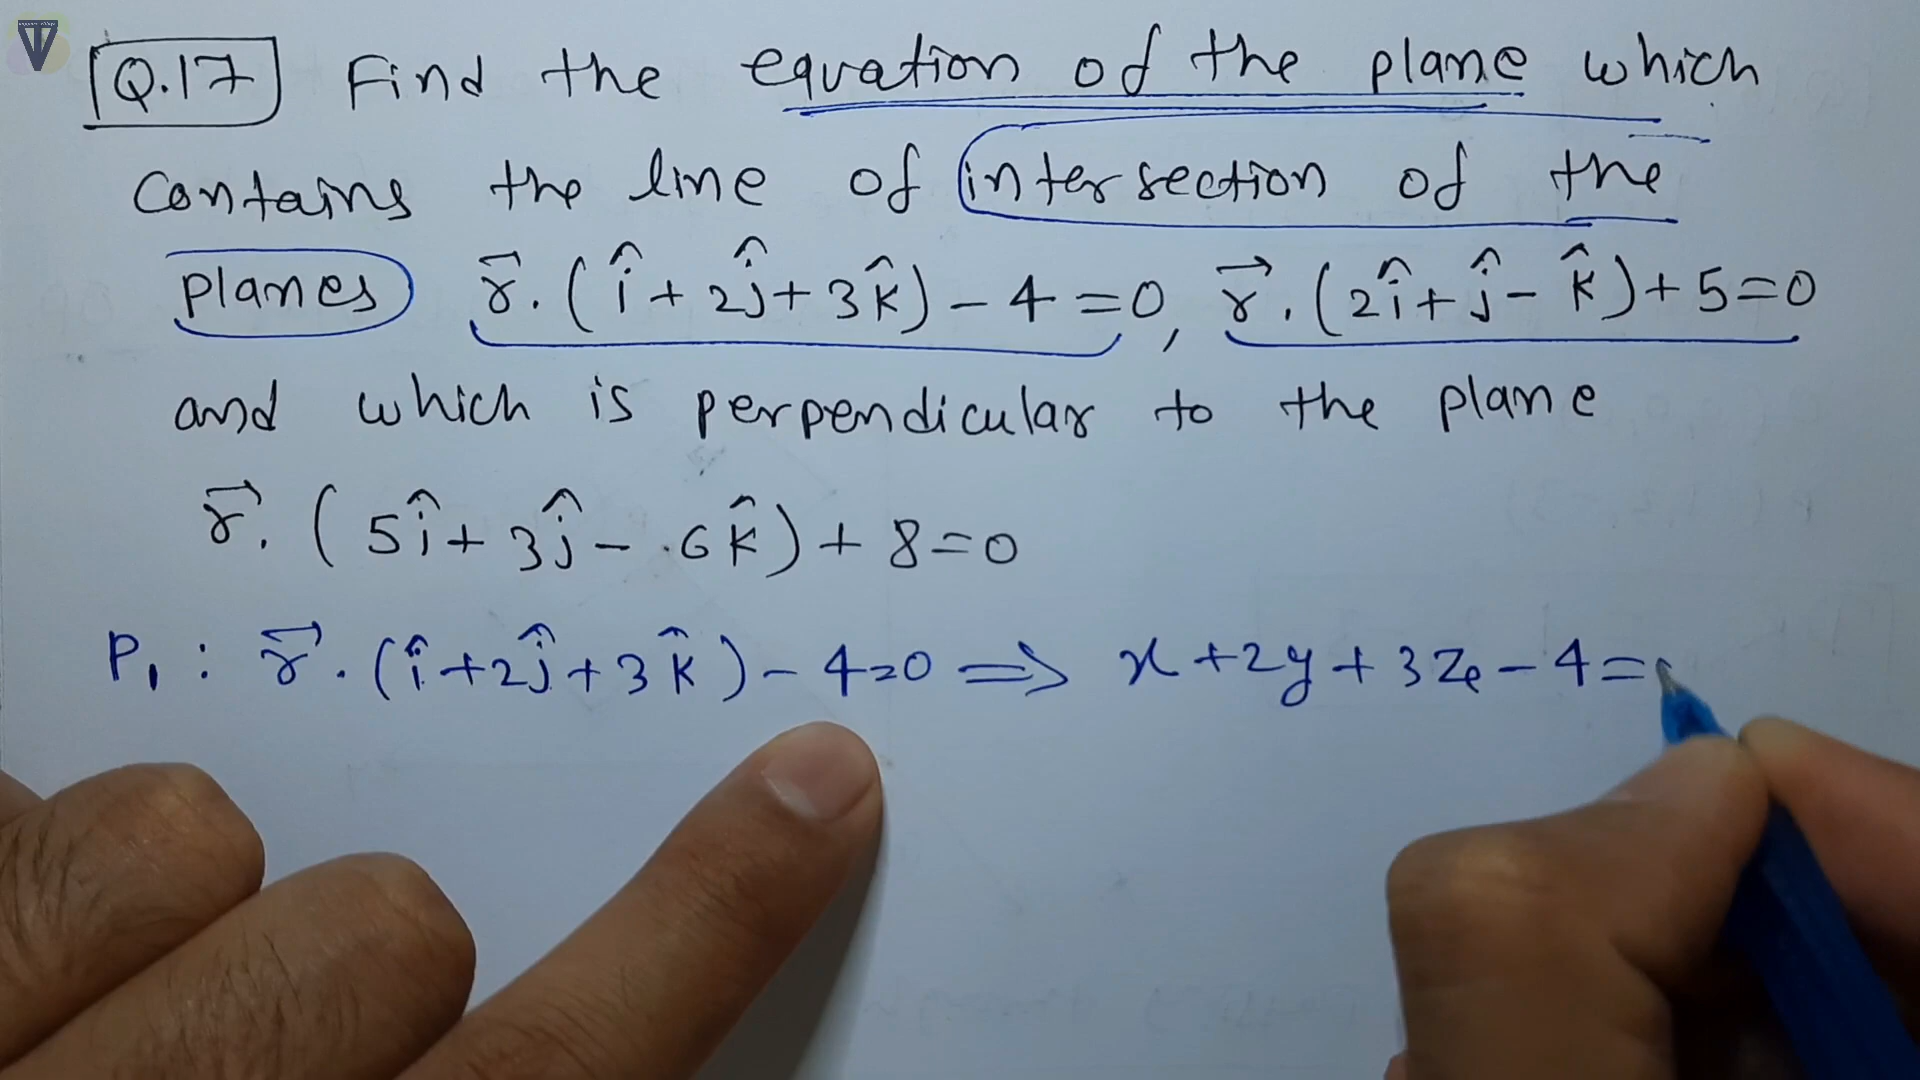 Q.17 Find the equation of the plane which
contains the line of intersection of the
planes r⃗.(î+2ĵ+3k̂)-4=0, r⃗.(2î+ĵ-k̂)+5=0
and which is perpendicular to the plane
r⃗.(5î+3ĵ-6k̂)+8=0
P₁ : r⃗.(î+2ĵ+3k̂)-4=0 ⇒ x+2y+3z-4=